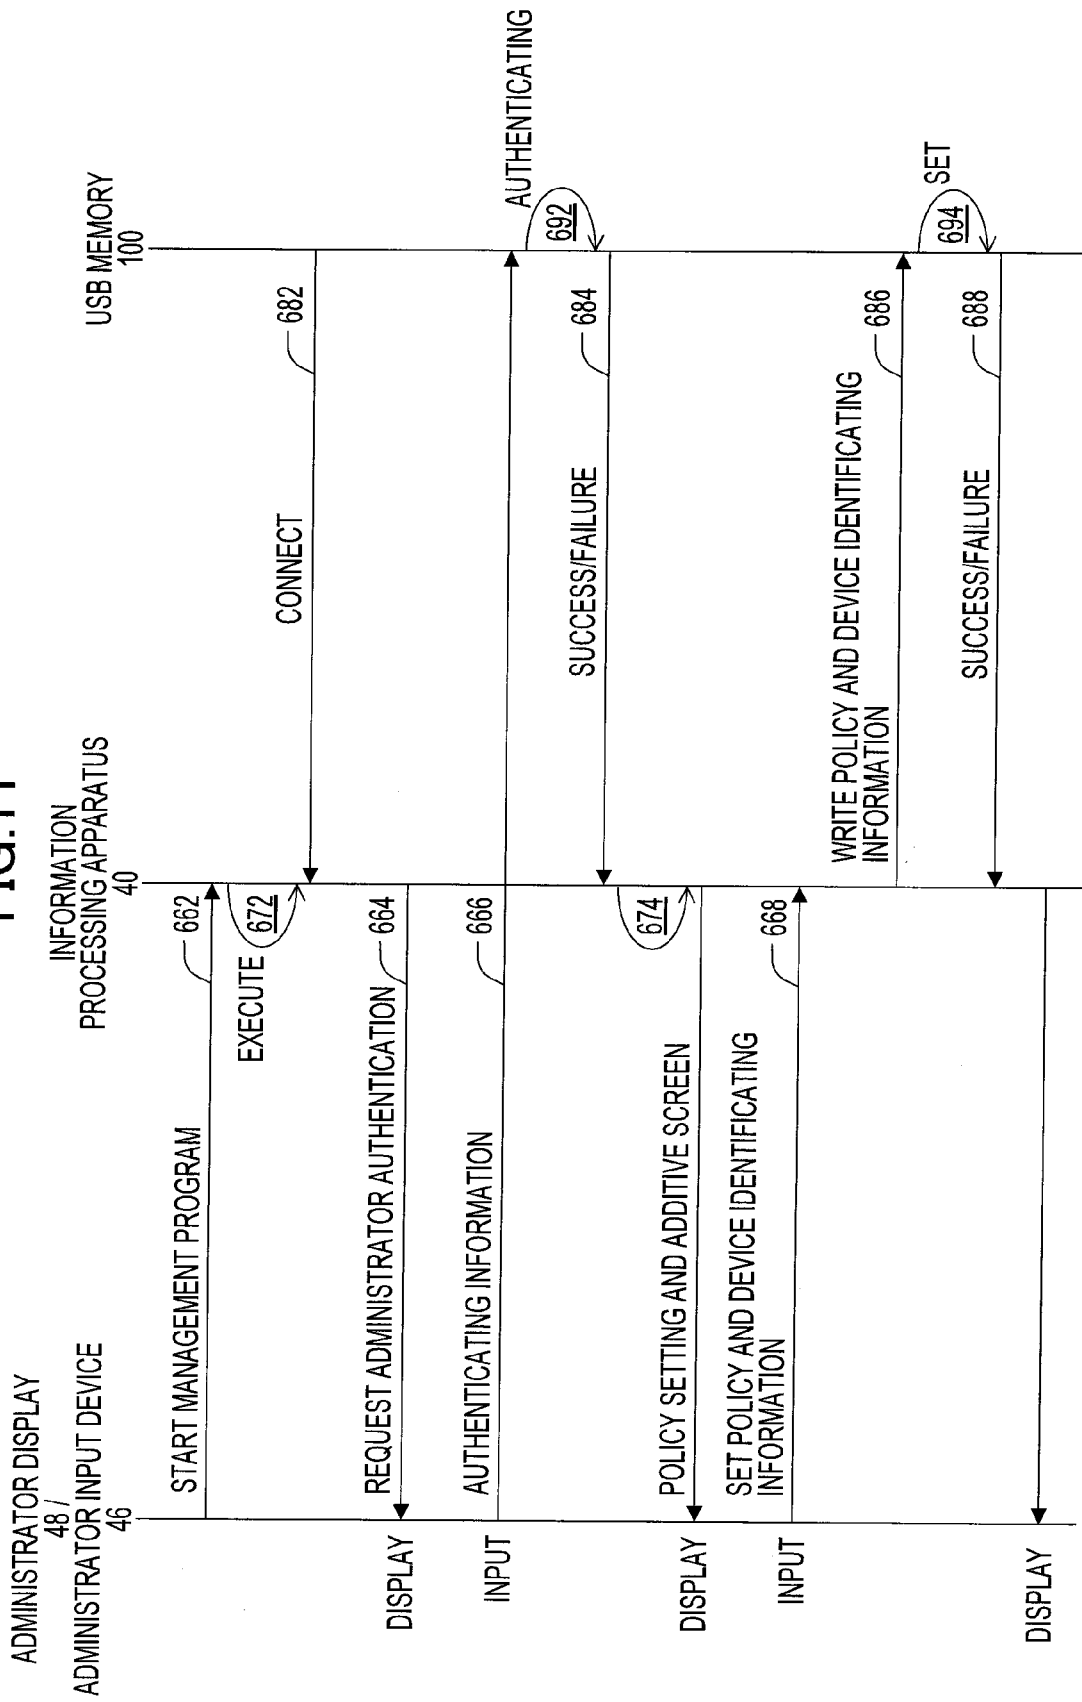 FIG.11
ADMINISTRATOR DISPLAY
48 /
ADMINISTRATOR INPUT DEVICE
46
INFORMATION
PROCESSING APPARATUS
40
USB MEMORY
100
START MANAGEMENT PROGRAM
662
EXECUTE
672
CONNECT
682
DISPLAY
REQUEST ADMINISTRATOR AUTHENTICATION
664
INPUT
AUTHENTICATING INFORMATION
666
AUTHENTICATING
692
SUCCESS/FAILURE
684
674
DISPLAY
POLICY SETTING AND ADDITIVE SCREEN
INPUT
SET POLICY AND DEVICE IDENTIFICATING
INFORMATION
668
WRITE POLICY AND DEVICE IDENTIFICATING
INFORMATION
686
SET
694
SUCCESS/FAILURE
688
DISPLAY